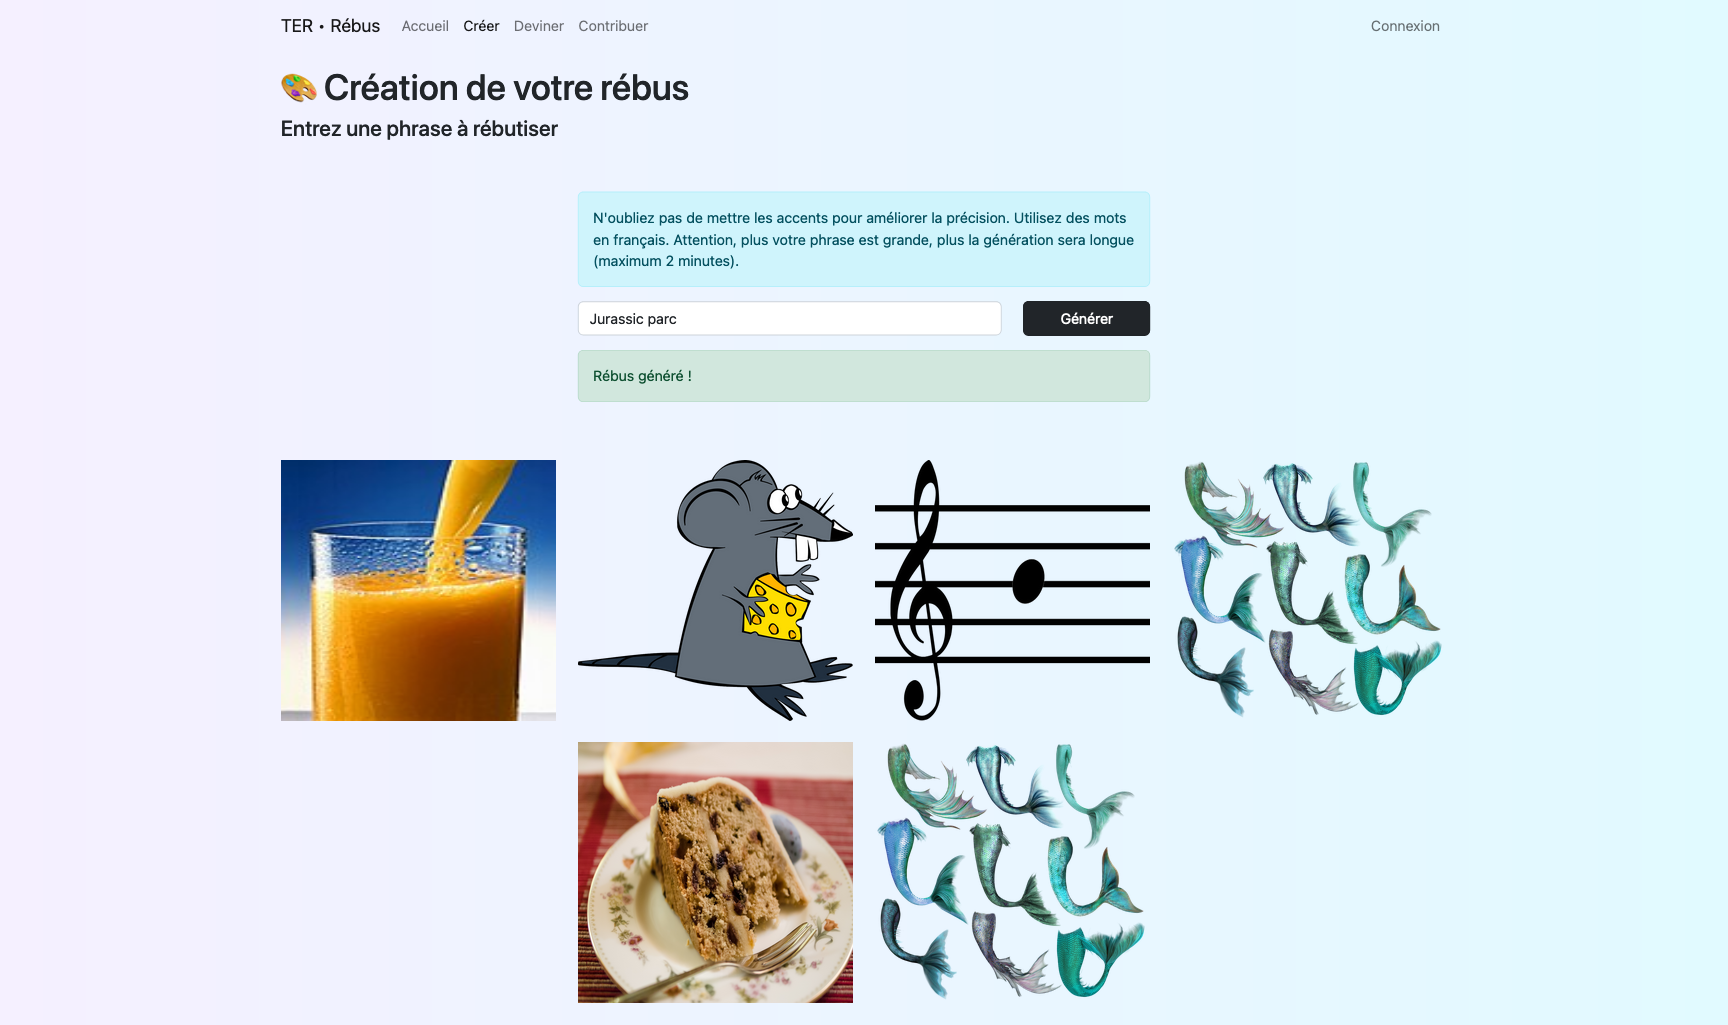 TER • Rébus Accueil Créer Deviner Contribuer Connexion
Création de votre rébus
Entrez une phrase à rébutiser
N'oubliez pas de mettre les accents pour améliorer la précision. Utilisez des mots
en français. Attention, plus votre phrase est grande, plus la génération sera longue
(maximum 2 minutes).
Jurassic parc Générer
Rébus généré !